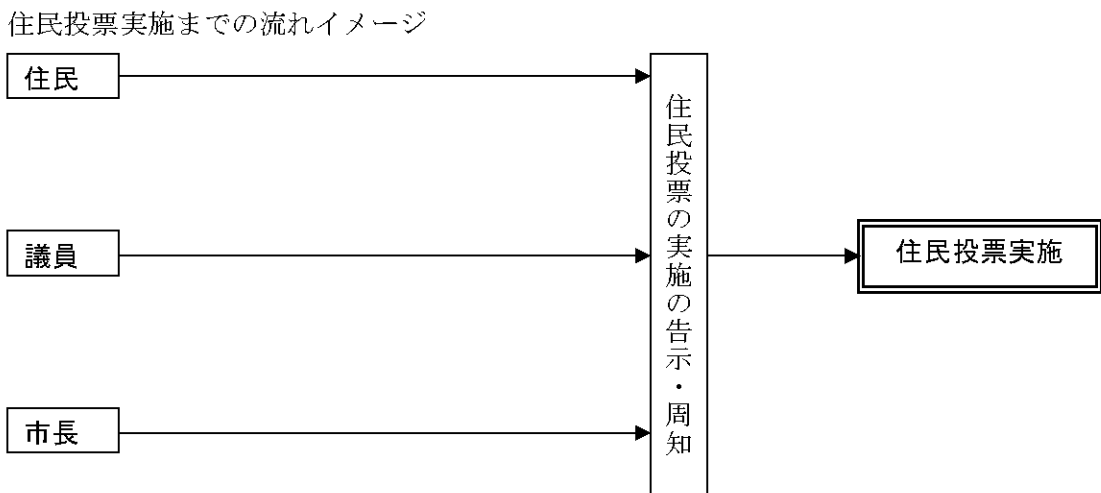 住民投票実施までの流れイメージ
住民
議員
市長
住民投票の実施の告示・周知
住民投票実施